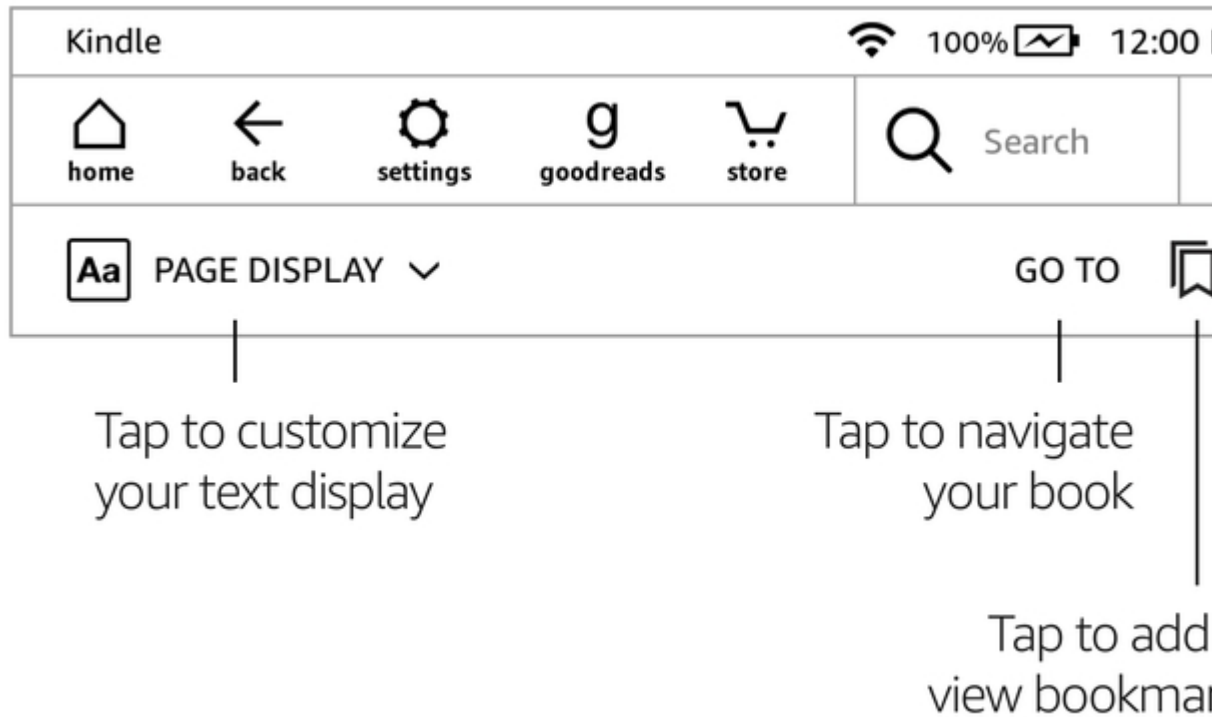 Kindle 100% 12:00
home back settings goodreads store Search
Aa PAGE DISPLAY GO TO
Tap to customize
your text display
Tap to navigate
your book
Tap to add
view